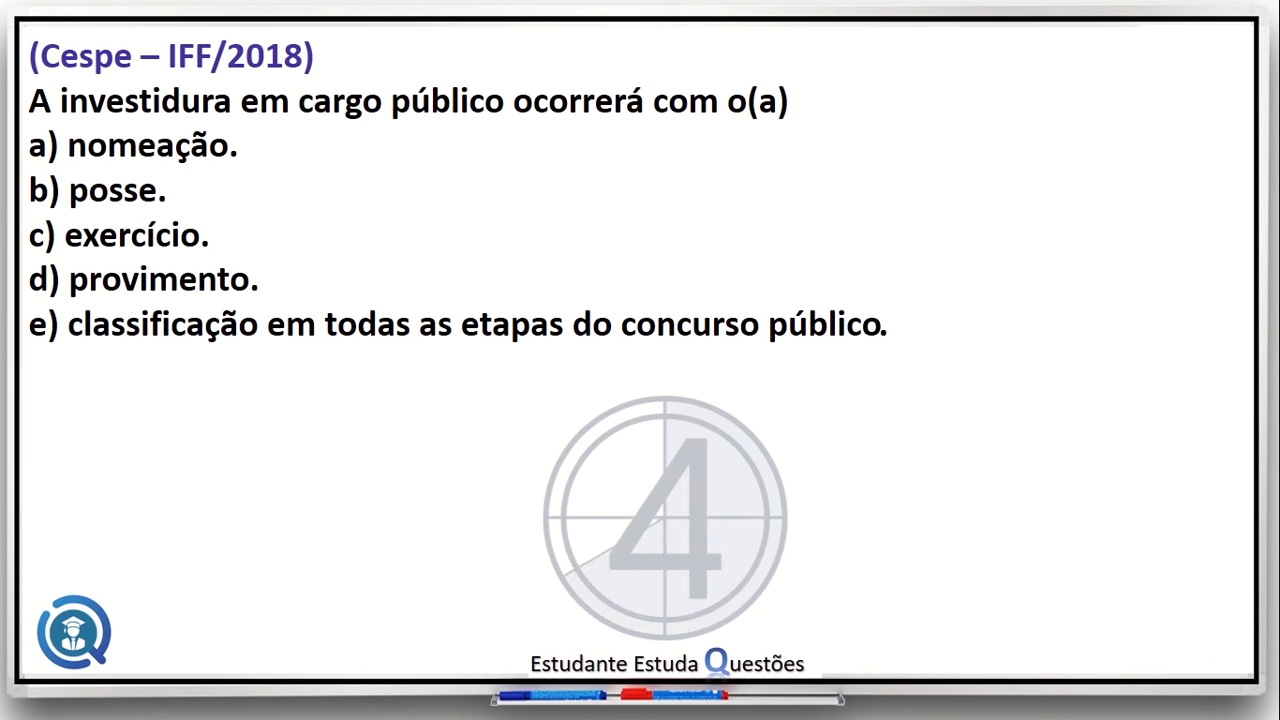 (Cespe – IFF/2018)
A investidura em cargo público ocorrerá com o(a)
a) nomeação.
b) posse.
c) exercício.
d) provimento.
e) classificação em todas as etapas do concurso público.
4
Estudante Estuda Questões